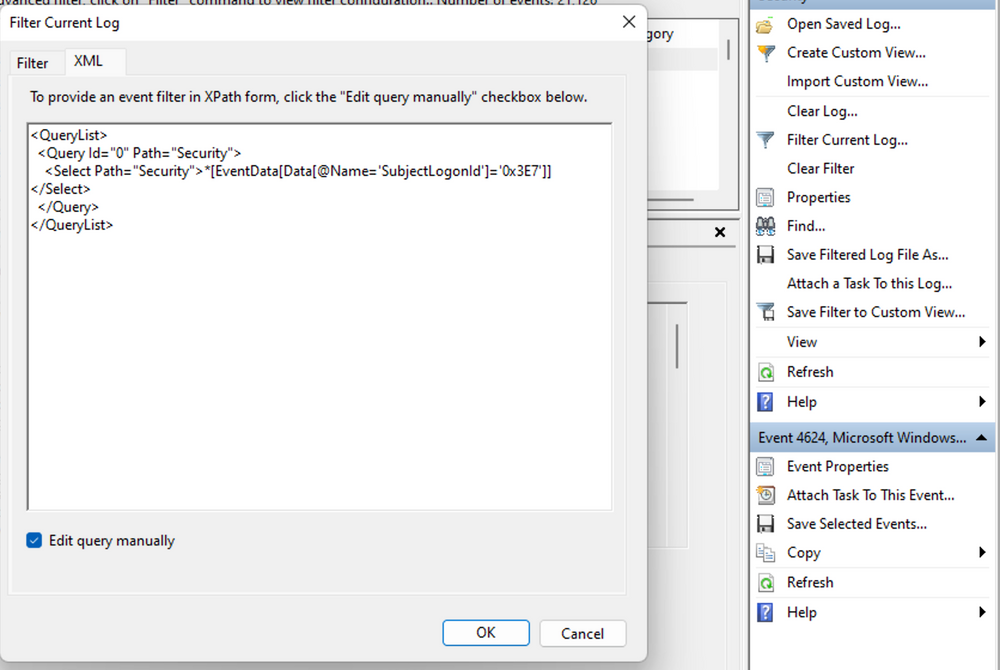 advanced filter, click on "Filter" command to view filter configuration.. Number of events: 21,126
Filter Current Log
Filter
XML
To provide an event filter in XPath form, click the "Edit query manually" checkbox below.
<QueryList>
<Query Id="0" Path="Security">
<Select Path="Security">*[EventData[Data[@Name='SubjectLogonId']='0x3E7']]
</Select>
</Query>
</QueryList>
Edit query manually
OK
Cancel
gory
Security
Open Saved Log...
Create Custom View...
Import Custom View...
Clear Log...
Filter Current Log...
Clear Filter
Properties
Find...
Save Filtered Log File As...
Attach a Task To this Log...
Save Filter to Custom View...
View
Refresh
Help
Event 4624, Microsoft Windows...
Event Properties
Attach Task To This Event...
Save Selected Events...
Copy
Refresh
Help